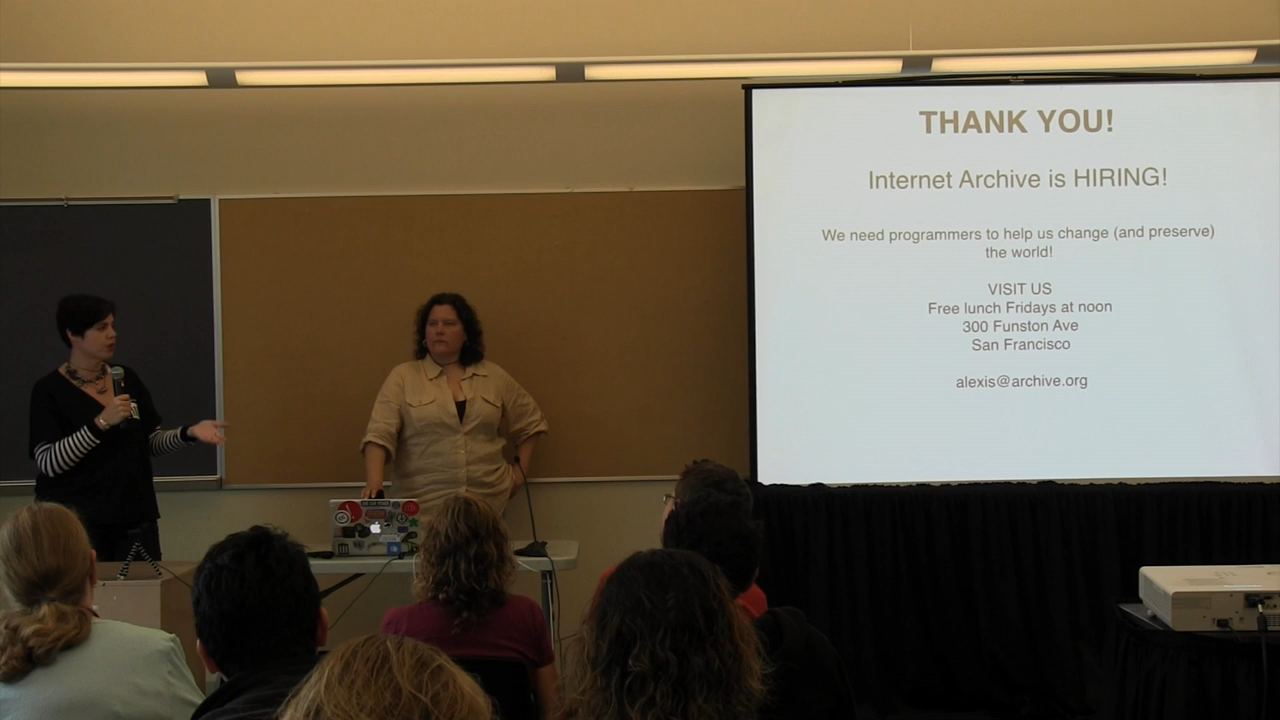 THANK YOU!
Internet Archive is HIRING!
We need programmers to help us change (and preserve)
the world!
VISIT US
Free lunch Fridays at noon
300 Funston Ave
San Francisco
alexis@archive.org